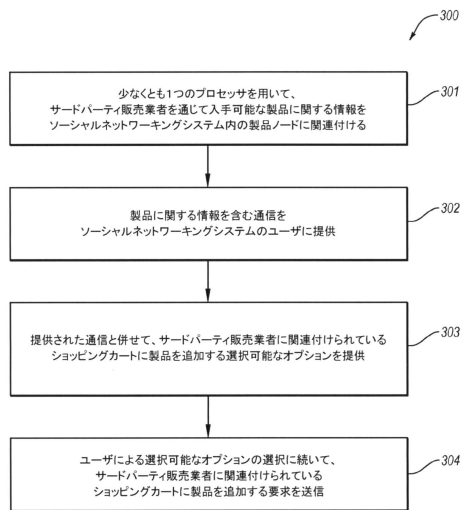 300
少なくとも1つのプロセッサを用いて、
サードパーティ販売業者を通じて入手可能な製品に関する情報を
ソーシャルネットワーキングシステム内の製品ノードに関連付ける
301
製品に関する情報を含む通信を
ソーシャルネットワーキングシステムのユーザに提供
302
提供された通信と併せて、サードパーティ販売業者に関連付けられている
ショッピングカートに製品を追加する選択可能なオプションを提供
303
ユーザによる選択可能なオプションの選択に続いて、
サードパーティ販売業者に関連付けられている
ショッピングカートに製品を追加する要求を送信
304